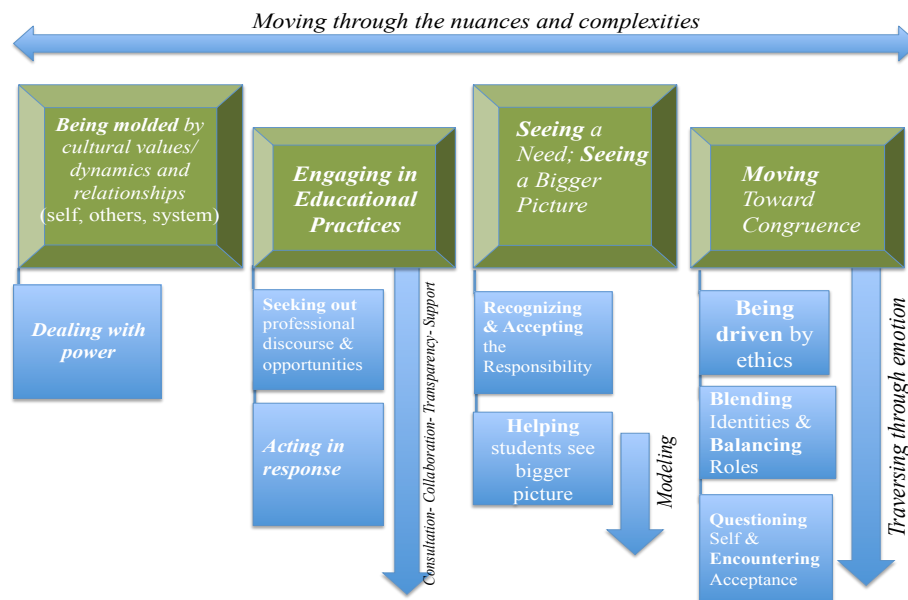 Moving through the nuances and complexities
Being molded by
cultural values/
dynamics and
relationships
(self, others, system)
Dealing with
power
Engaging in
Educational
Practices
Seeking out
professional
discourse &
opportunities
Acting in
response
Consultation- Collaboration- Transparency- Support
Seeing a
Need; Seeing
a Bigger
Picture
Recognizing
& Accepting
the
Responsibility
Helping
students see
bigger
picture
Modeling
Moving
Toward
Congruence
Being
driven by
ethics
Blending
Identities &
Balancing
Roles
Questioning
Self &
Encountering
Acceptance
Traversing through emotion